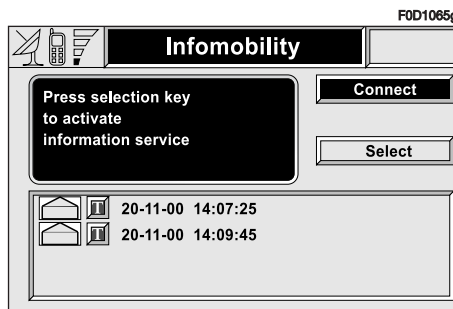 F0D1065g
Infomobility
Press selection key
to activate
information service
Connect
Select
20-11-00 14:07:25
20-11-00 14:09:45